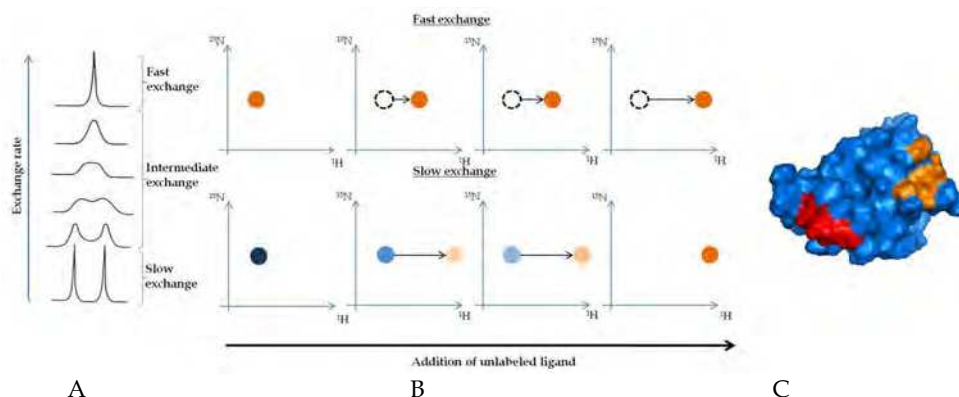 Fast exchange
Exchange rate
Fast
exchange
Intermediate
exchange
Slow
exchange
¹⁵N
¹⁵N
¹⁵N
¹⁵N
¹H
¹H
¹H
¹H
Slow exchange
¹⁵N
¹⁵N
¹⁵N
¹⁵N
¹H
¹H
¹H
¹H
Addition of unlabeled ligand
A
B
C